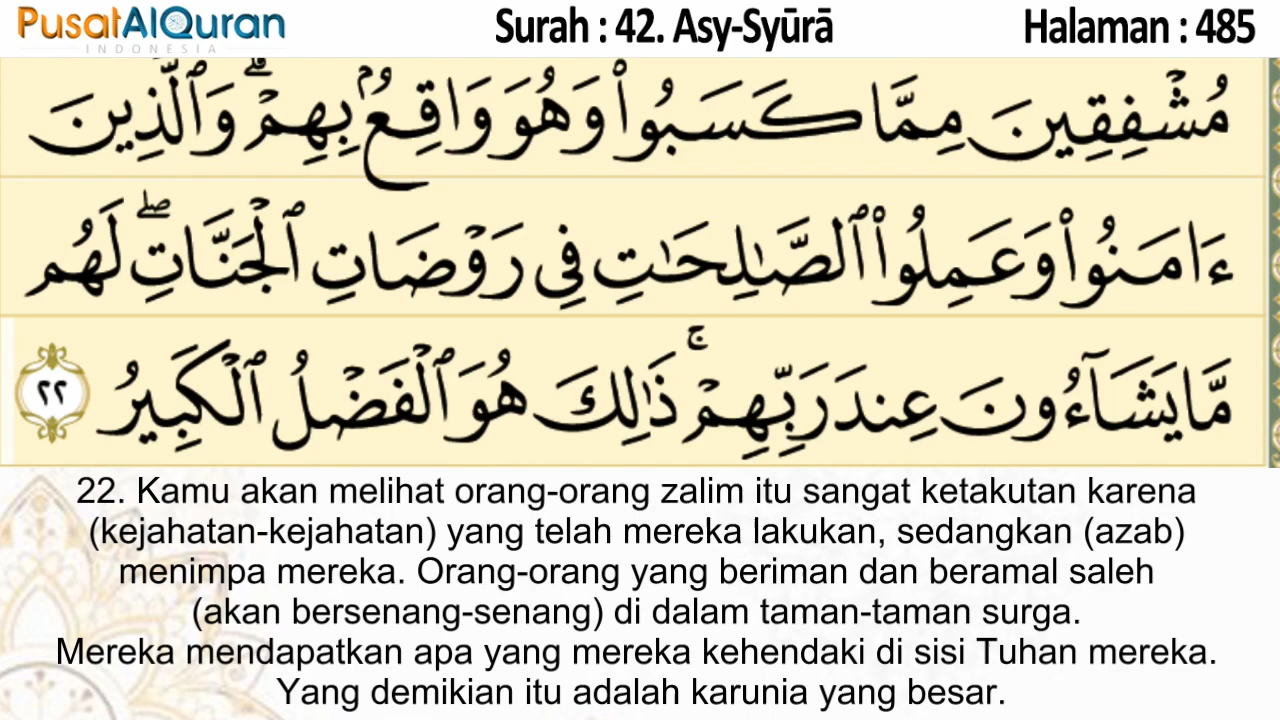 PusatAlQuran
INDONESIA
Surah : 42. Asy-Syūrā
Halaman : 485
مُشْفِقِينَ مِمَّا كَسَبُوا۟ وَهُوَ وَاقِعٌۢ بِهِمْ ۗ وَٱلَّذِينَ
ءَامَنُوا۟ وَعَمِلُوا۟ ٱلصَّـٰلِحَـٰتِ فِى رَوْضَاتِ ٱلْجَنَّاتِ ۖ لَهُم
مَّا يَشَآءُونَ عِندَ رَبِّهِمْ ۚ ذَٰلِكَ هُوَ ٱلْفَضْلُ ٱلْكَبِيرُ ٢٢
22. Kamu akan melihat orang-orang zalim itu sangat ketakutan karena
(kejahatan-kejahatan) yang telah mereka lakukan, sedangkan (azab)
menimpa mereka. Orang-orang yang beriman dan beramal saleh
(akan bersenang-senang) di dalam taman-taman surga.
Mereka mendapatkan apa yang mereka kehendaki di sisi Tuhan mereka.
Yang demikian itu adalah karunia yang besar.